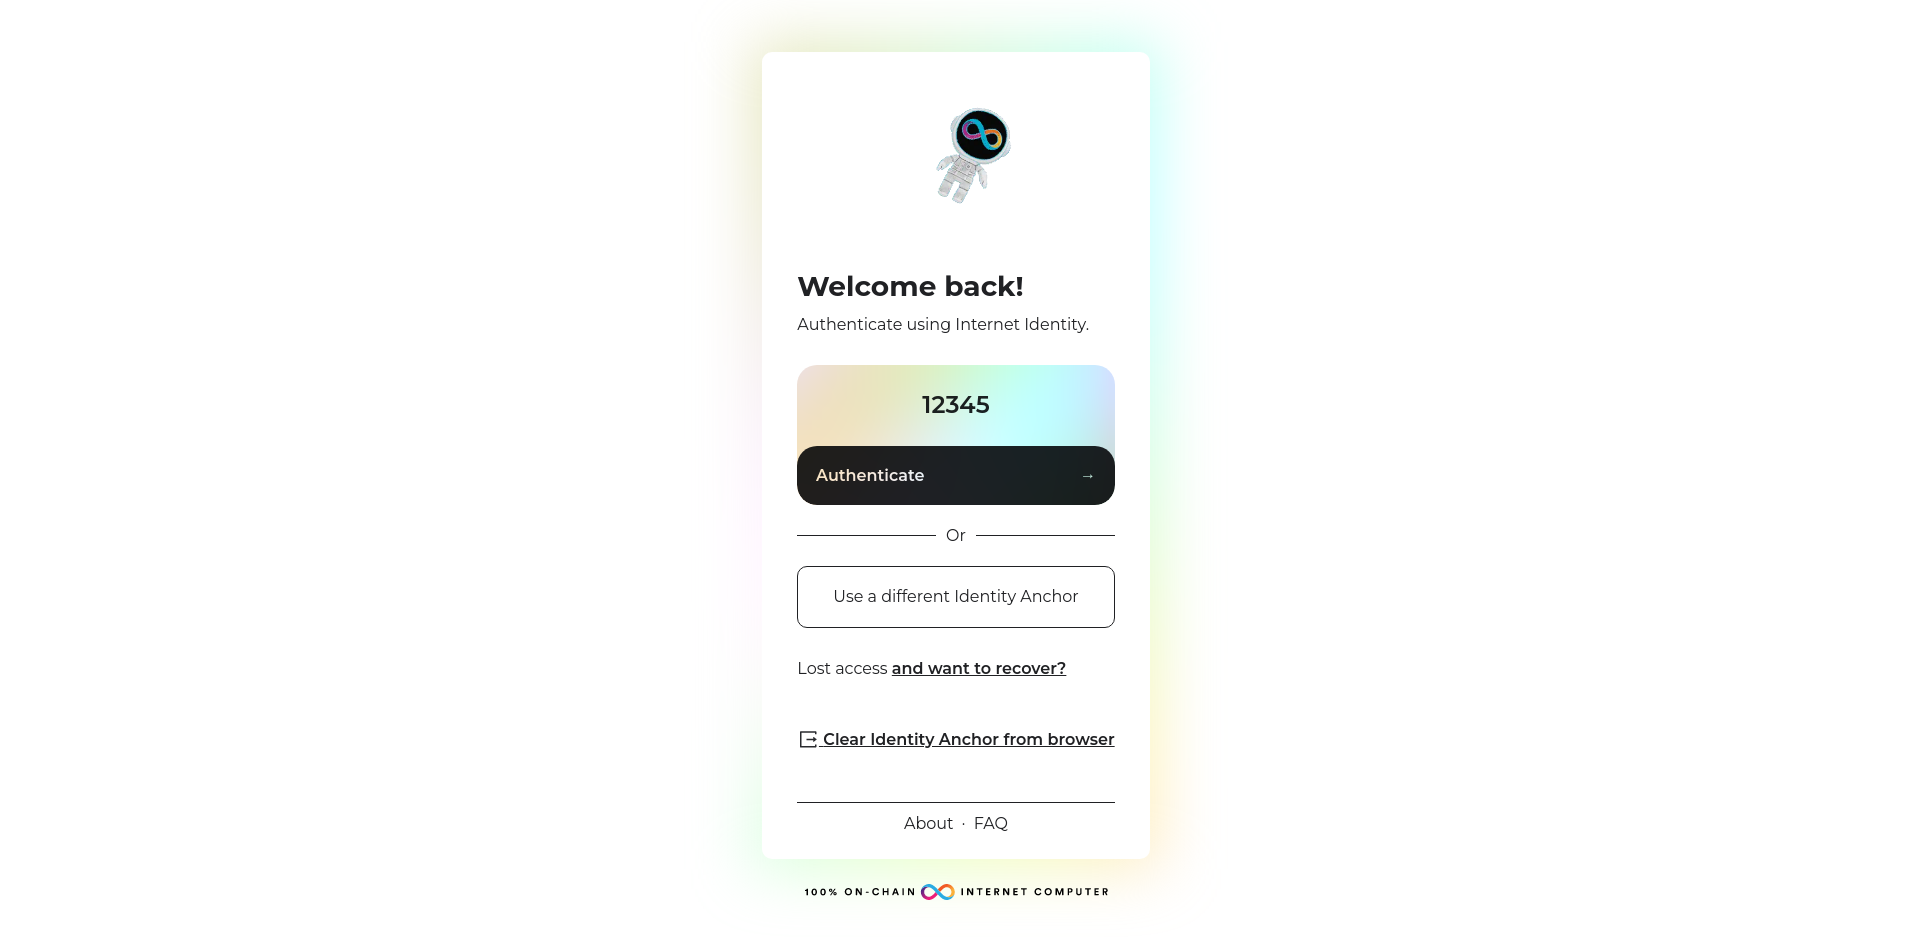 Welcome back!
Authenticate using Internet Identity.
12345
Authenticate →
Or
Use a different Identity Anchor
Lost access and want to recover?
Clear Identity Anchor from browser
About · FAQ
100% ON-CHAIN INTERNET COMPUTER